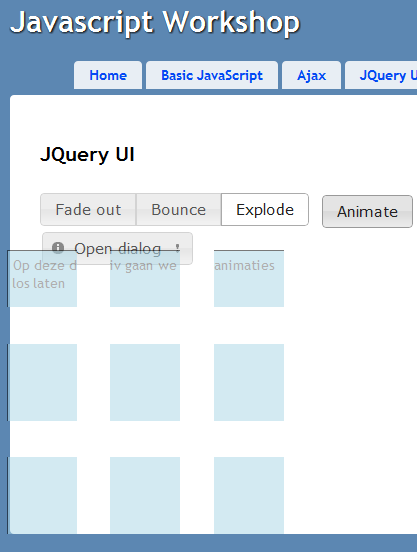 Javascript Workshop
Home Basic JavaScript Ajax JQuery U
JQuery UI
Fade out Bounce Explode Animate
Open dialog
Op deze d iv gaan we animaties
los laten